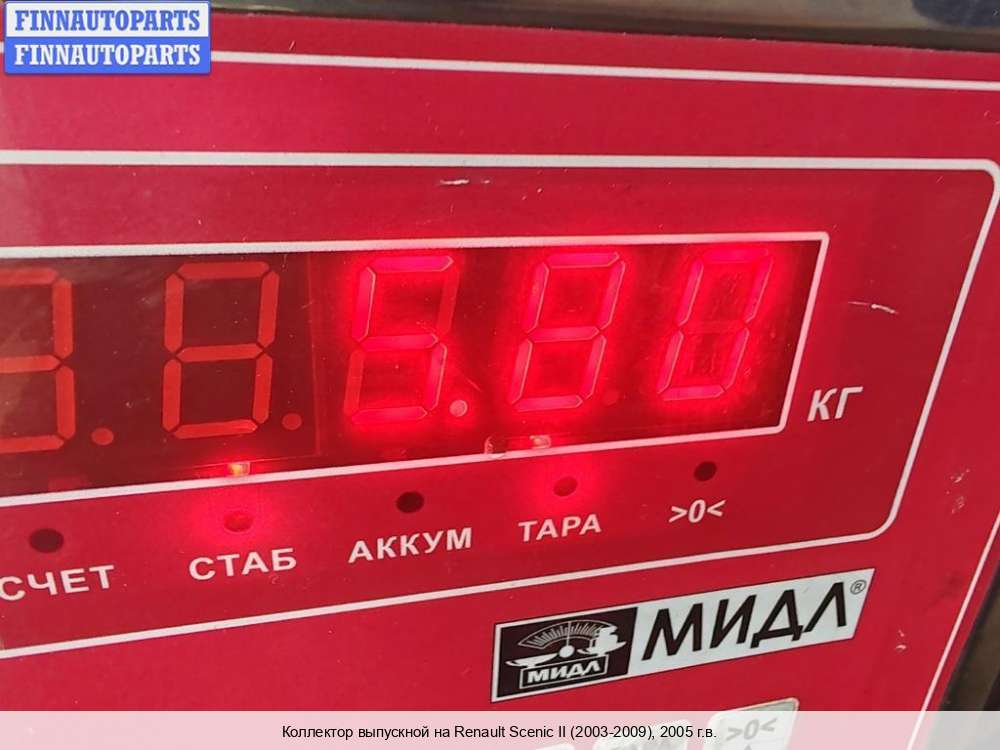 FINNAUTOPARTS
FINNAUTOPARTS
5.80
КГ
СЧЕТ СТАБ АККУМ ТАРА >0<
МИДЛ МИДЛ®
>0<
Коллектор выпускной на Renault Scenic II (2003-2009), 2005 г.в.